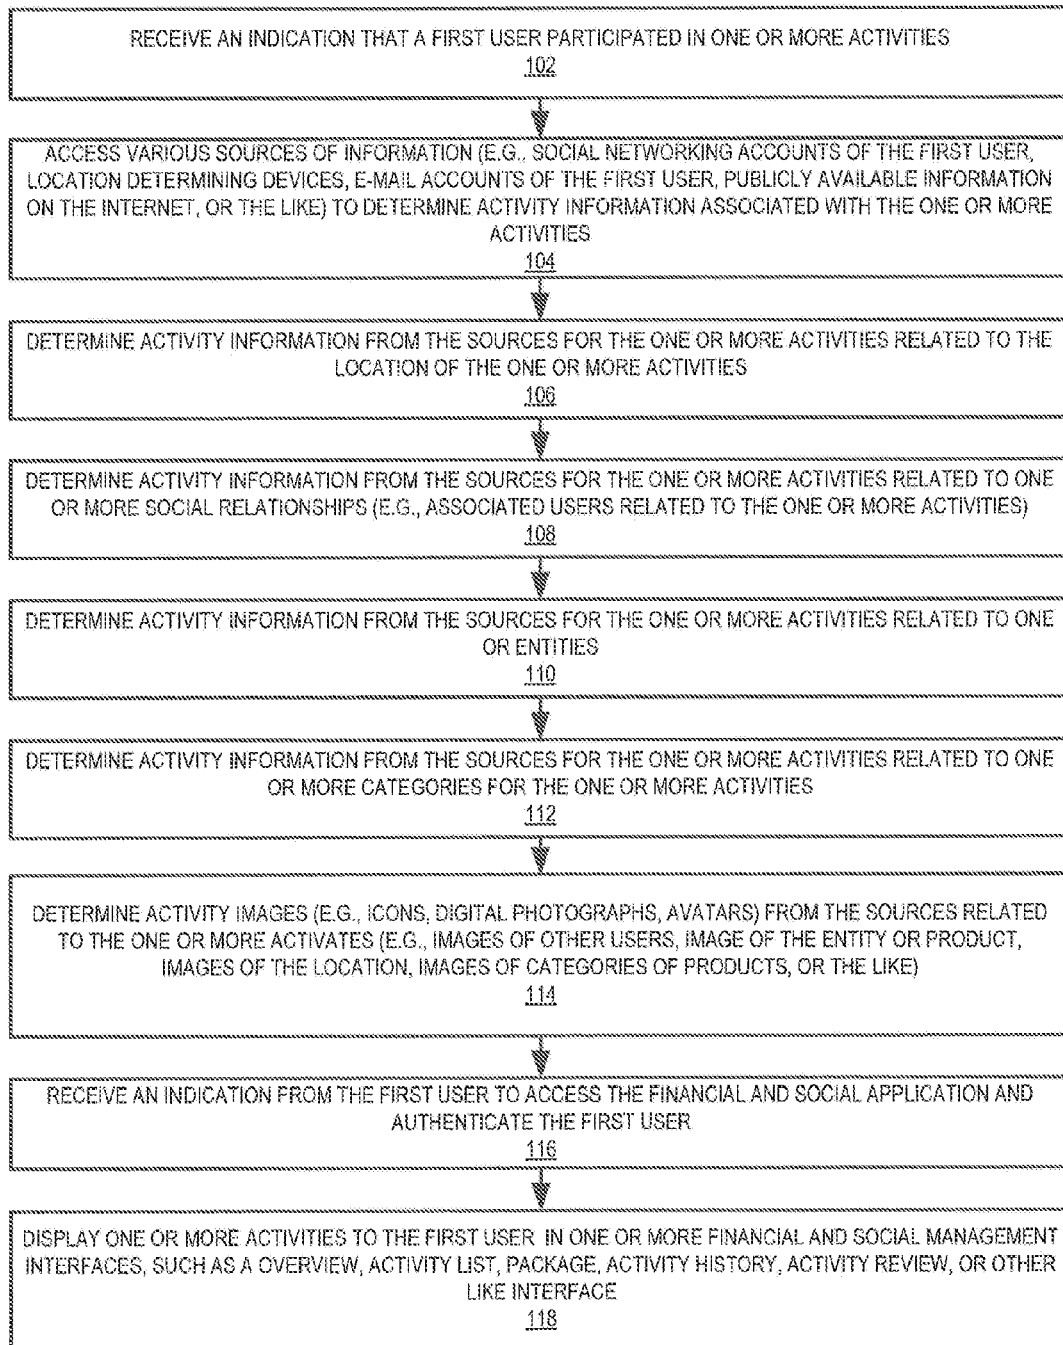 RECEIVE AN INDICATION THAT A FIRST USER PARTICIPATED IN ONE OR MORE ACTIVITIES
102
ACCESS VARIOUS SOURCES OF INFORMATION (E.G., SOCIAL NETWORKING ACCOUNTS OF THE FIRST USER,
LOCATION DETERMINING DEVICES, E-MAIL ACCOUNTS OF THE FIRST USER, PUBLICLY AVAILABLE INFORMATION
ON THE INTERNET, OR THE LIKE) TO DETERMINE ACTIVITY INFORMATION ASSOCIATED WITH THE ONE OR MORE
ACTIVITIES
104
DETERMINE ACTIVITY INFORMATION FROM THE SOURCES FOR THE ONE OR MORE ACTIVITIES RELATED TO THE
LOCATION OF THE ONE OR MORE ACTIVITIES
106
DETERMINE ACTIVITY INFORMATION FROM THE SOURCES FOR THE ONE OR MORE ACTIVITIES RELATED TO ONE
OR MORE SOCIAL RELATIONSHIPS (E.G., ASSOCIATED USERS RELATED TO THE ONE OR MORE ACTIVITIES)
108
DETERMINE ACTIVITY INFORMATION FROM THE SOURCES FOR THE ONE OR MORE ACTIVITIES RELATED TO ONE
OR ENTITIES
110
DETERMINE ACTIVITY INFORMATION FROM THE SOURCES FOR THE ONE OR MORE ACTIVITIES RELATED TO ONE
OR MORE CATEGORIES FOR THE ONE OR MORE ACTIVITIES
112
DETERMINE ACTIVITY IMAGES (E.G., ICONS, DIGITAL PHOTOGRAPHS, AVATARS) FROM THE SOURCES RELATED
TO THE ONE OR MORE ACTIVATES (E.G., IMAGES OF OTHER USERS, IMAGE OF THE ENTITY OR PRODUCT,
IMAGES OF THE LOCATION, IMAGES OF CATEGORIES OF PRODUCTS, OR THE LIKE)
114
RECEIVE AN INDICATION FROM THE FIRST USER TO ACCESS THE FINANCIAL AND SOCIAL APPLICATION AND
AUTHENTICATE THE FIRST USER
116
DISPLAY ONE OR MORE ACTIVITIES TO THE FIRST USER IN ONE OR MORE FINANCIAL AND SOCIAL MANAGEMENT
INTERFACES, SUCH AS A OVERVIEW, ACTIVITY LIST, PACKAGE, ACTIVITY HISTORY, ACTIVITY REVIEW, OR OTHER
LIKE INTERFACE
118